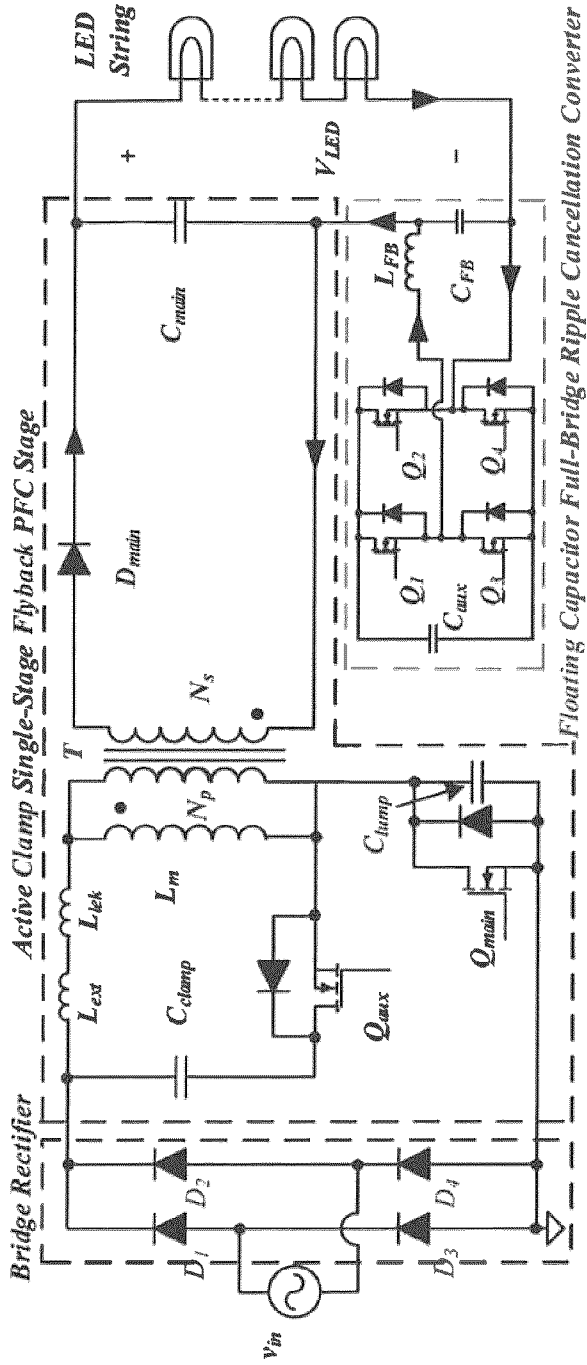 Active Clamp Single-Stage Flyback PFC Stage
Bridge Rectifier
LED
String
L_ext
L_lek
T
D_main
C_main
+
V_LED
−
C_clamp
L_m
N_p
N_s
Q_aux
D_1
D_2
v_in
D_3
D_4
C_lump
Q_main
L_FB
C_FB
Q_1
Q_2
C_aux
Q_3
Q_4
Floating Capacitor Full-Bridge Ripple Cancellation Converter